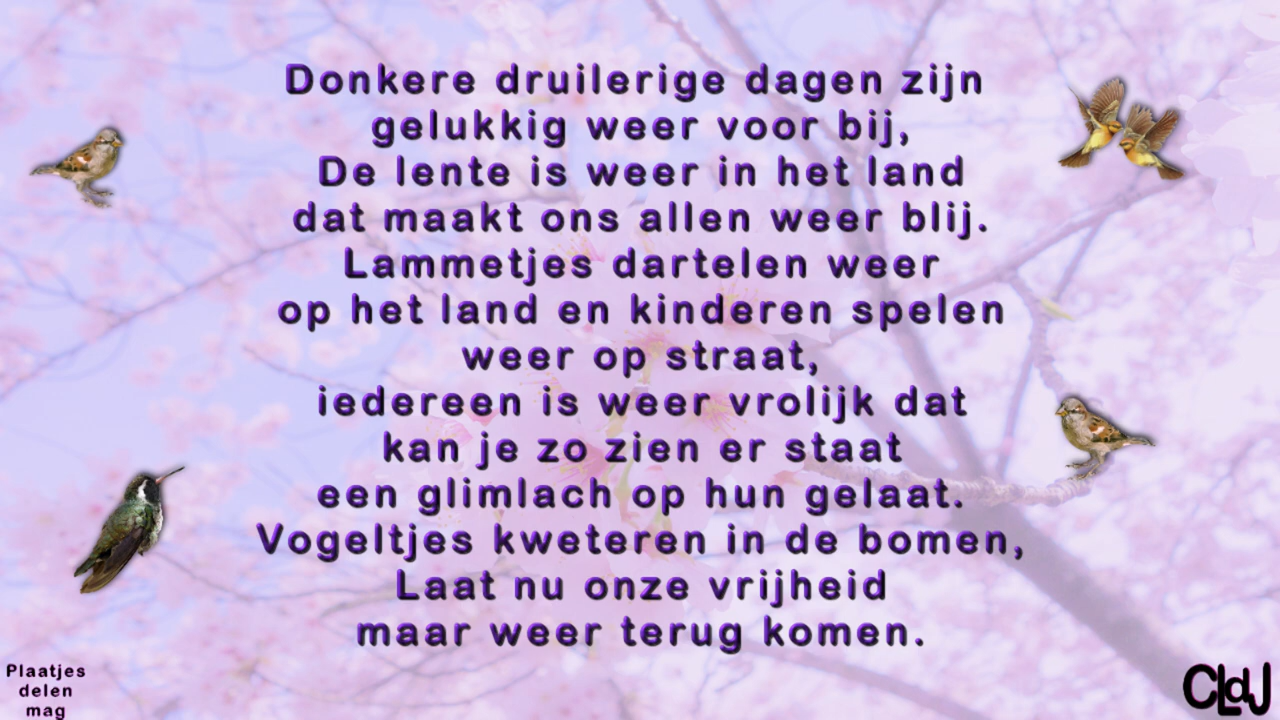 Donkere druilerige dagen zijn
gelukkig weer voor bij,
De lente is weer in het land
dat maakt ons allen weer blij.
Lammetjes dartelen weer
op het land en kinderen spelen
weer op straat,
iedereen is weer vrolijk dat
kan je zo zien er staat
een glimlach op hun gelaat.
Vogeltjes kweteren in de bomen,
Laat nu onze vrijheid
maar weer terug komen.
Plaatjes
delen
mag
CLdJ